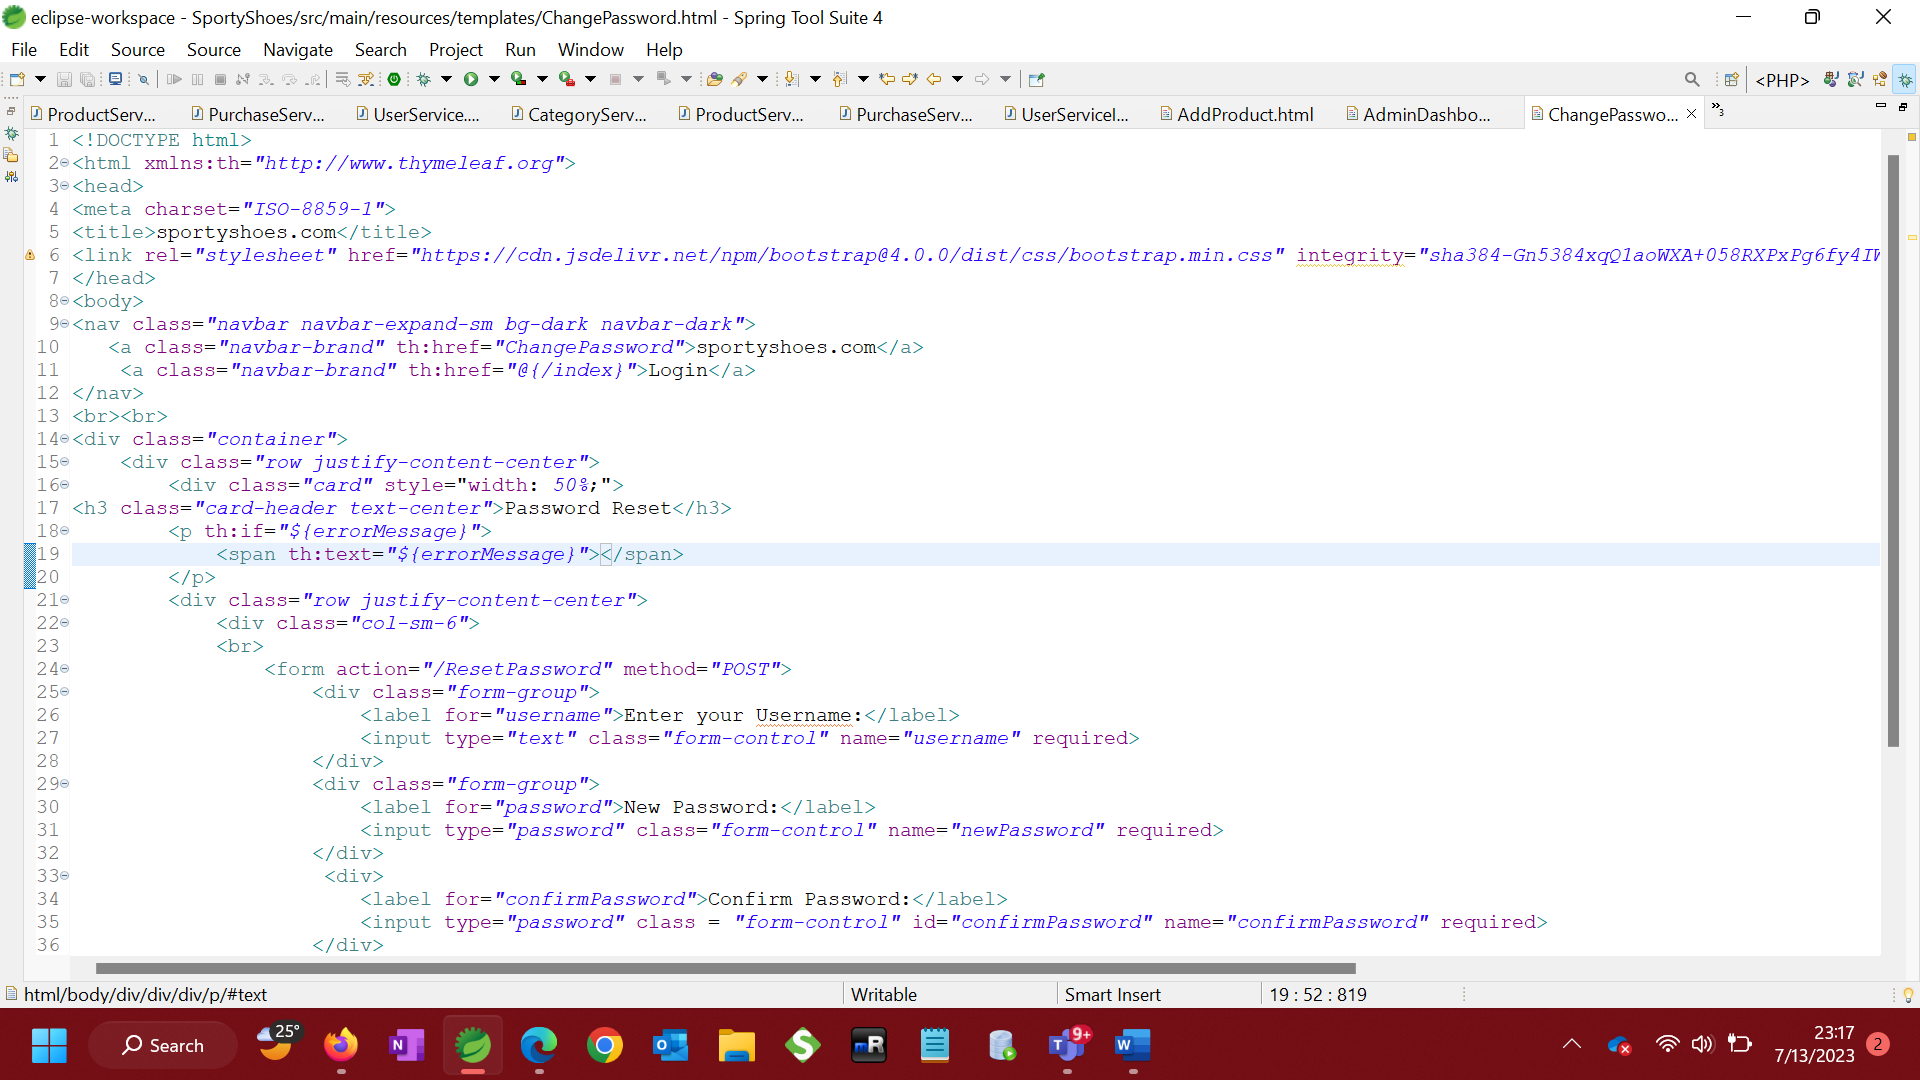 eclipse-workspace - SportyShoes/src/main/resources/templates/ChangePassword.html - Spring Tool Suite 4
File Edit Source Source Navigate Search Project Run Window Help
<PHP>
ProductServ... PurchaseServ... UserService.... CategoryServ... ProductServ... PurchaseServ... UserServiceI... AddProduct.html AdminDashbo... ChangePasswo... »3
1 <!DOCTYPE html>
2 <html xmlns:th="http://www.thymeleaf.org">
3 <head>
4 <meta charset="ISO-8859-1">
5 <title>sportyshoes.com</title>
6 <link rel="stylesheet" href="https://cdn.jsdelivr.net/npm/bootstrap@4.0.0/dist/css/bootstrap.min.css" integrity="sha384-Gn5384xqQ1aoWXA+058RXPxPg6fy4IW
7 </head>
8 <body>
9 <nav class="navbar navbar-expand-sm bg-dark navbar-dark">
10 <a class="navbar-brand" th:href="ChangePassword">sportyshoes.com</a>
11 <a class="navbar-brand" th:href="@{/index}">Login</a>
12 </nav>
13 <br><br>
14 <div class="container">
15 <div class="row justify-content-center">
16 <div class="card" style="width: 50%;">
17 <h3 class="card-header text-center">Password Reset</h3>
18 <p th:if="${errorMessage}">
19 <span th:text="${errorMessage}"></span>
20 </p>
21 <div class="row justify-content-center">
22 <div class="col-sm-6">
23 <br>
24 <form action="/ResetPassword" method="POST">
25 <div class="form-group">
26 <label for="username">Enter your Username:</label>
27 <input type="text" class="form-control" name="username" required>
28 </div>
29 <div class="form-group">
30 <label for="password">New Password:</label>
31 <input type="password" class="form-control" name="newPassword" required>
32 </div>
33 <div>
34 <label for="confirmPassword">Confirm Password:</label>
35 <input type="password" class = "form-control" id="confirmPassword" name="confirmPassword" required>
36 </div>
html/body/div/div/div/p/#text Writable Smart Insert 19 : 52 : 819
25°
Search
9+
23:17
7/13/2023
2